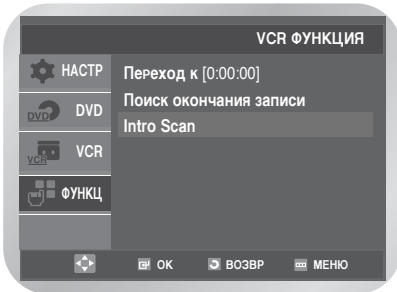 VCR ФУНКЦИЯ
НАСТР
Переход к [0:00:00]
DVD DVD
Поиск окончания записи
Intro Scan
VCR VCR
ФУНКЦ
ОК ВОЗВР МЕНЮ